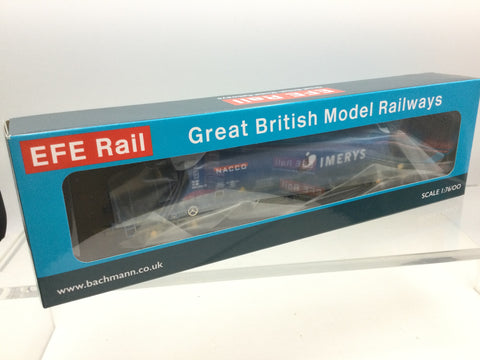 EFE Rail
Great British Model Railways
NACCO
IMERYS
SCALE 1:76/OO
www.bachmann.co.uk